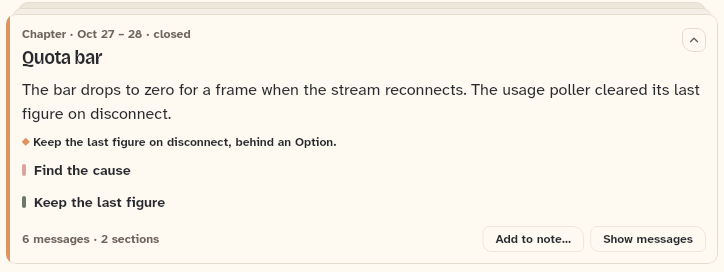 Chapter · Oct 27 – 28 · closed
Quota bar
The bar drops to zero for a frame when the stream reconnects. The usage poller cleared its last
figure on disconnect.
Keep the last figure on disconnect, behind an Option.
Find the cause
Keep the last figure
6 messages · 2 sections
Add to note...
Show messages